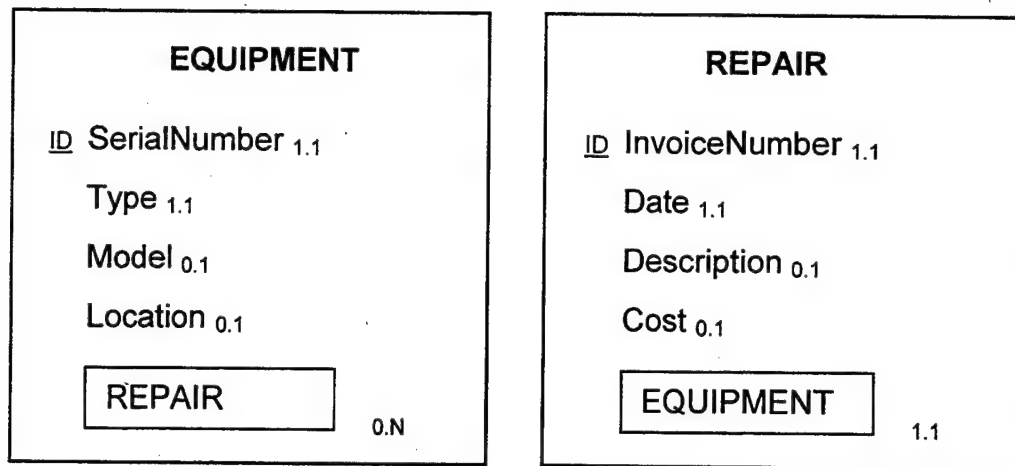 EQUIPMENT
ID SerialNumber 1.1
Type 1.1
Model 0.1
Location 0.1
REPAIR
0.N
REPAIR
ID InvoiceNumber 1.1
Date 1.1
Description 0.1
Cost 0.1
EQUIPMENT
1.1